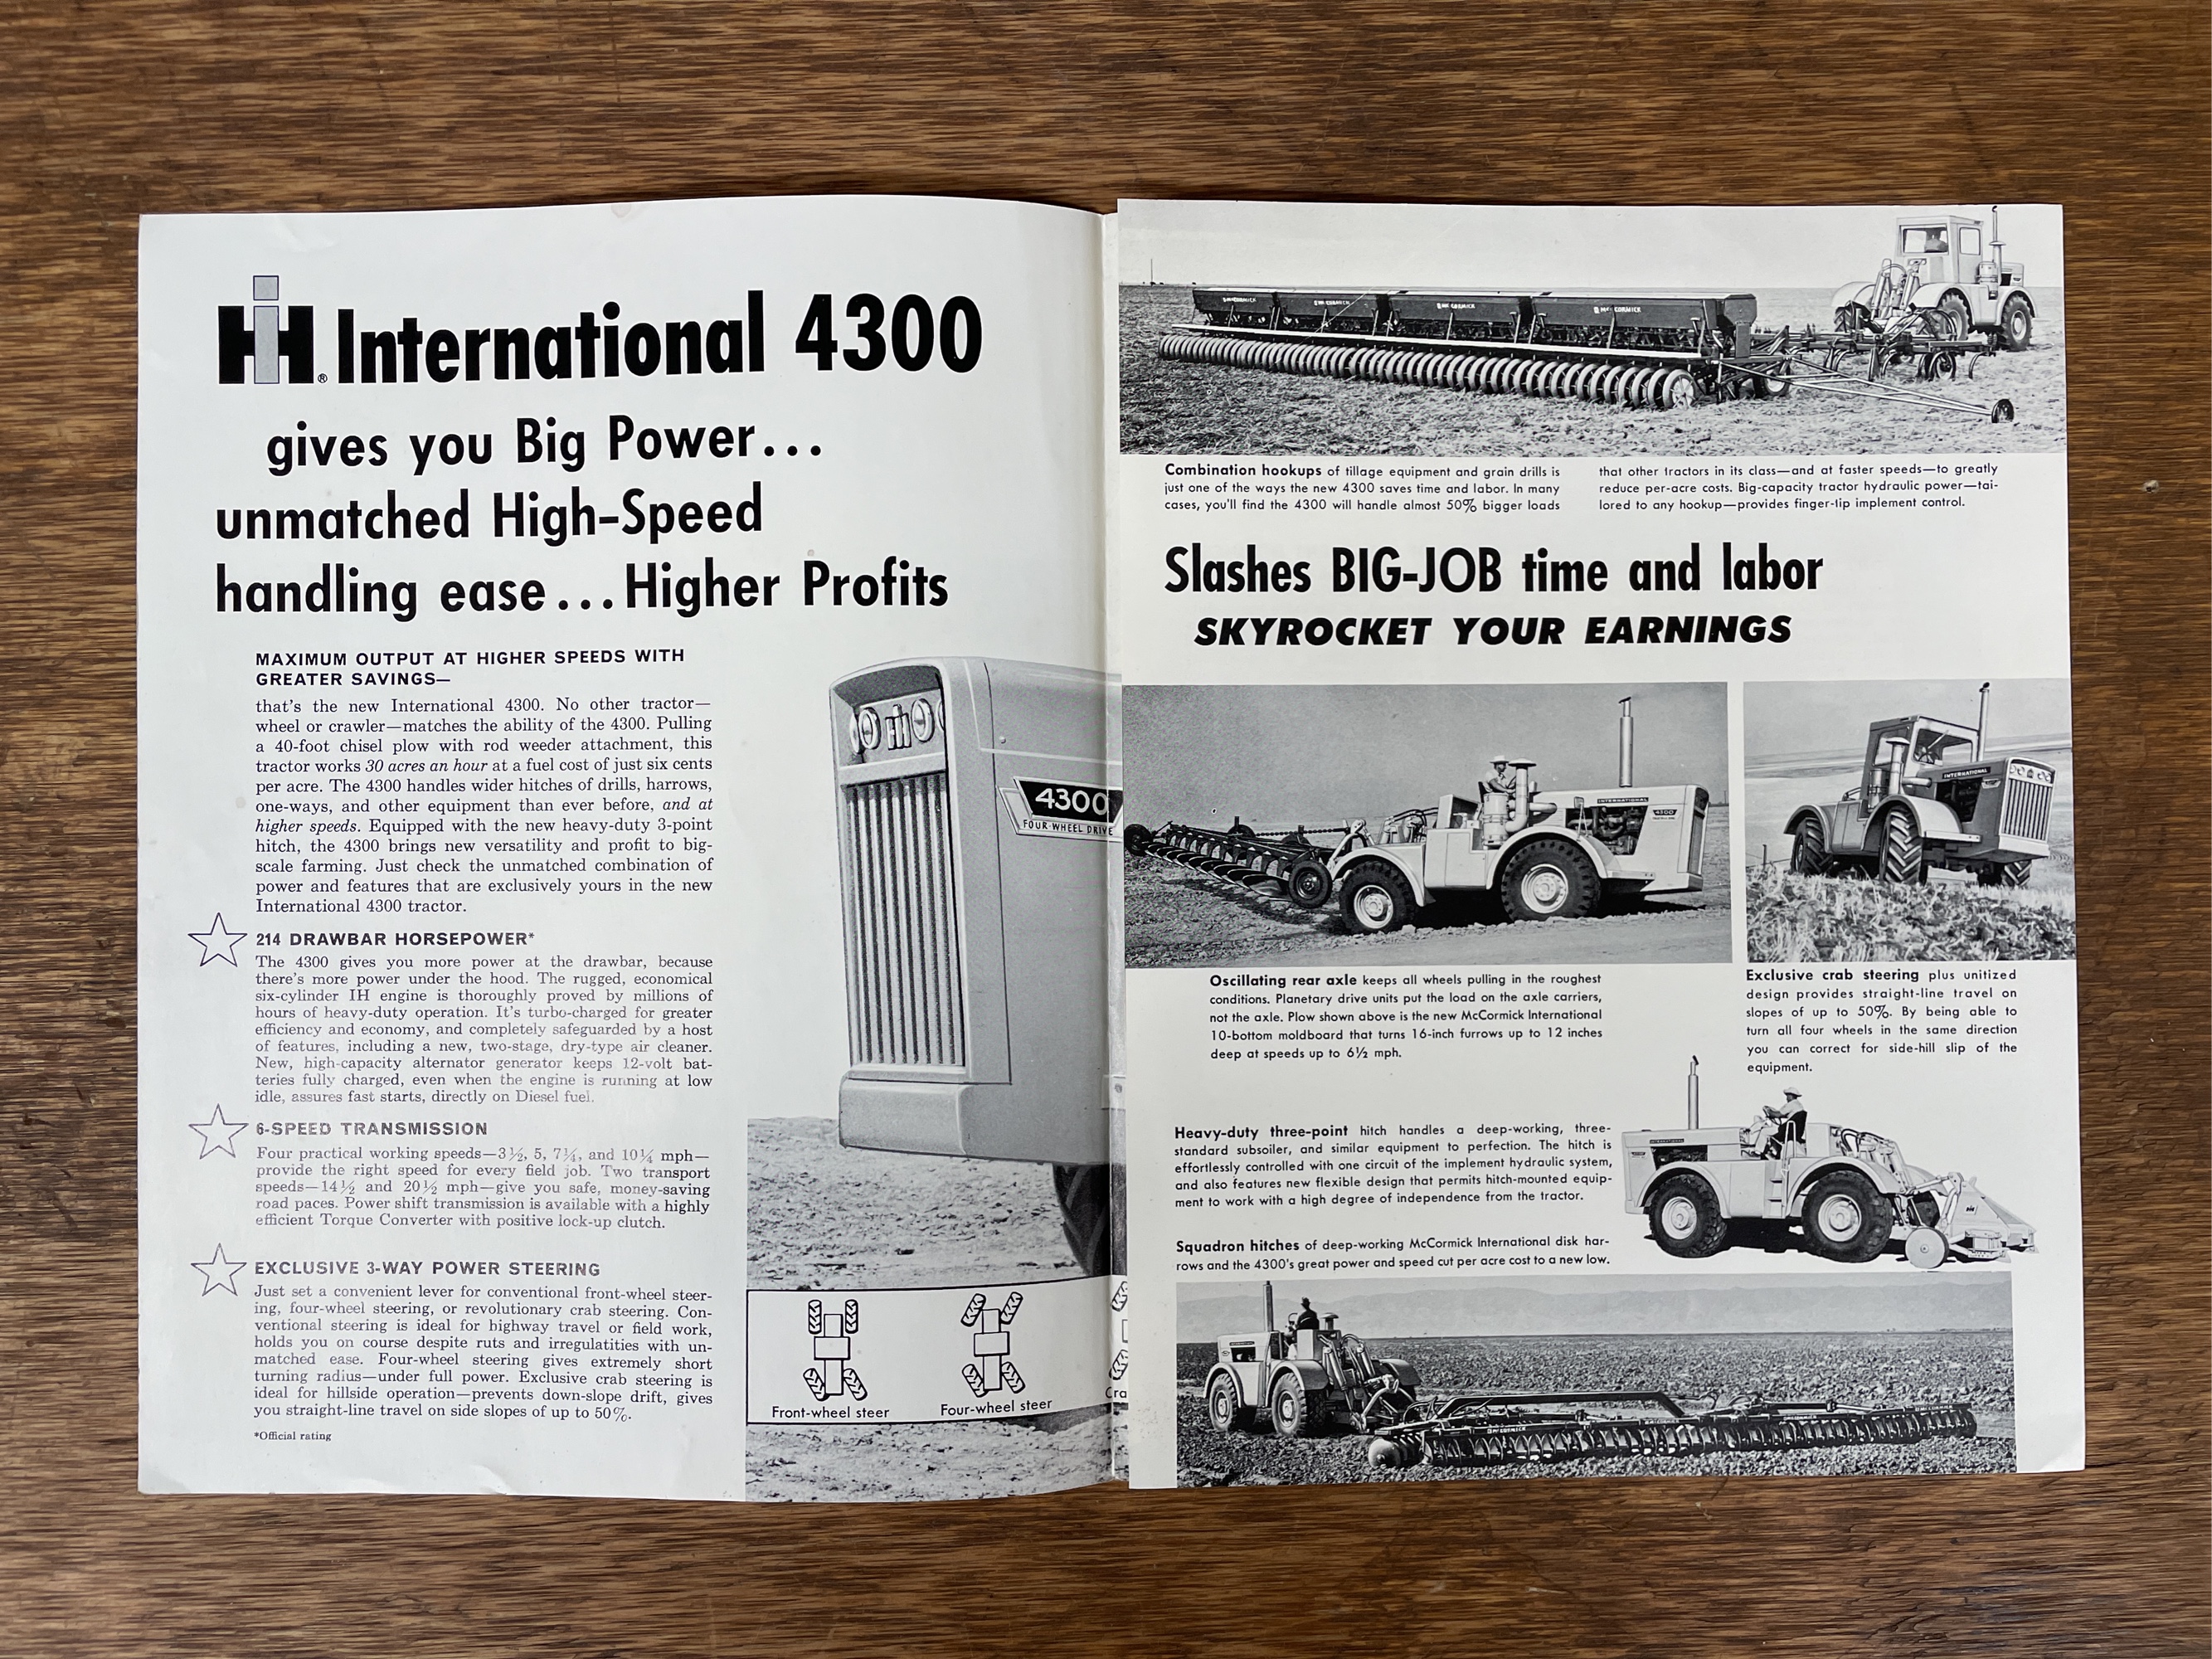 IH® International 4300
gives you Big Power...
unmatched High-Speed
handling ease...Higher Profits
MAXIMUM OUTPUT AT HIGHER SPEEDS WITH
GREATER SAVINGS—
that's the new International 4300. No other tractor—
wheel or crawler—matches the ability of the 4300. Pulling
a 40-foot chisel plow with rod weeder attachment, this
tractor works 30 acres an hour at a fuel cost of just six cents
per acre. The 4300 handles wider hitches of drills, harrows,
one-ways, and other equipment than ever before, and at
higher speeds. Equipped with the new heavy-duty 3-point
hitch, the 4300 brings new versatility and profit to big-
scale farming. Just check the unmatched combination of
power and features that are exclusively yours in the new
International 4300 tractor.
214 DRAWBAR HORSEPOWER*
The 4300 gives you more power at the drawbar, because
there's more power under the hood. The rugged, economical
six-cylinder IH engine is thoroughly proved by millions of
hours of heavy-duty operation. It's turbo-charged for greater
efficiency and economy, and completely safeguarded by a host
of features, including a new, two-stage, dry-type air cleaner.
New, high-capacity alternator generator keeps 12-volt bat-
teries fully charged, even when the engine is running at low
idle, assures fast starts, directly on Diesel fuel.
6-SPEED TRANSMISSION
Four practical working speeds—3½, 5, 7¼, and 10¼ mph—
provide the right speed for every field job. Two transport
speeds—14½ and 20½ mph—give you safe, money-saving
road paces. Power shift transmission is available with a highly
efficient Torque Converter with positive lock-up clutch.
EXCLUSIVE 3-WAY POWER STEERING
Just set a convenient lever for conventional front-wheel steer-
ing, four-wheel steering, or revolutionary crab steering. Con-
ventional steering is ideal for highway travel or field work,
holds you on course despite ruts and irregulatities with un-
matched ease. Four-wheel steering gives extremely short
turning radius—under full power. Exclusive crab steering is
ideal for hillside operation—prevents down-slope drift, gives
you straight-line travel on side slopes of up to 50%.
*Official rating
IH
4300
FOUR-WHEEL DRIVE
Front-wheel steer
Four-wheel steer
Cra
McCORMICK
McCORMICK
McCORMICK
McCORMICK
Combination hookups of tillage equipment and grain drills is
just one of the ways the new 4300 saves time and labor. In many
cases, you'll find the 4300 will handle almost 50% bigger loads
that other tractors in its class—and at faster speeds—to greatly
reduce per-acre costs. Big-capacity tractor hydraulic power—tai-
lored to any hookup—provides finger-tip implement control.
Slashes BIG-JOB time and labor
SKYROCKET YOUR EARNINGS
INTERNATIONAL
4300
INTERNATIONAL
Oscillating rear axle keeps all wheels pulling in the roughest
conditions. Planetary drive units put the load on the axle carriers,
not the axle. Plow shown above is the new McCormick International
10-bottom moldboard that turns 16-inch furrows up to 12 inches
deep at speeds up to 6½ mph.
Exclusive crab steering plus unitized
design provides straight-line travel on
slopes of up to 50%. By being able to
turn all four wheels in the same direction
you can correct for side-hill slip of the
equipment.
Heavy-duty three-point hitch handles a deep-working, three-
standard subsoiler, and similar equipment to perfection. The hitch is
effortlessly controlled with one circuit of the implement hydraulic system,
and also features new flexible design that permits hitch-mounted equip-
ment to work with a high degree of independence from the tractor.
INTERNATIONAL
IH
Squadron hitches of deep-working McCormick International disk har-
rows and the 4300's great power and speed cut per acre cost to a new low.
INTERNATIONAL
McCORMICK